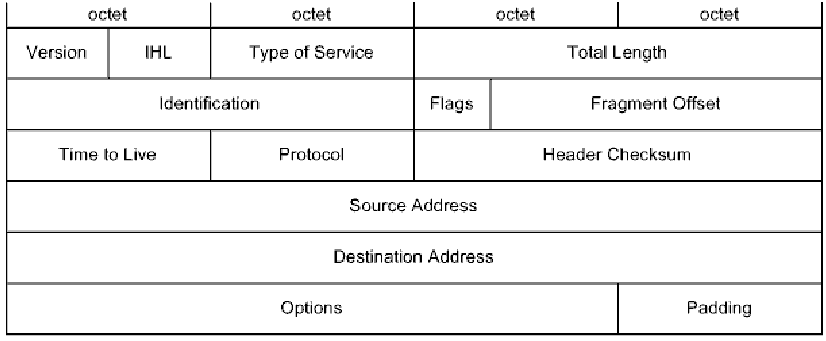 octet octet octet octet
Version IHL Type of Service Total Length
Identification Flags Fragment Offset
Time to Live Protocol Header Checksum
Source Address
Destination Address
Options Padding